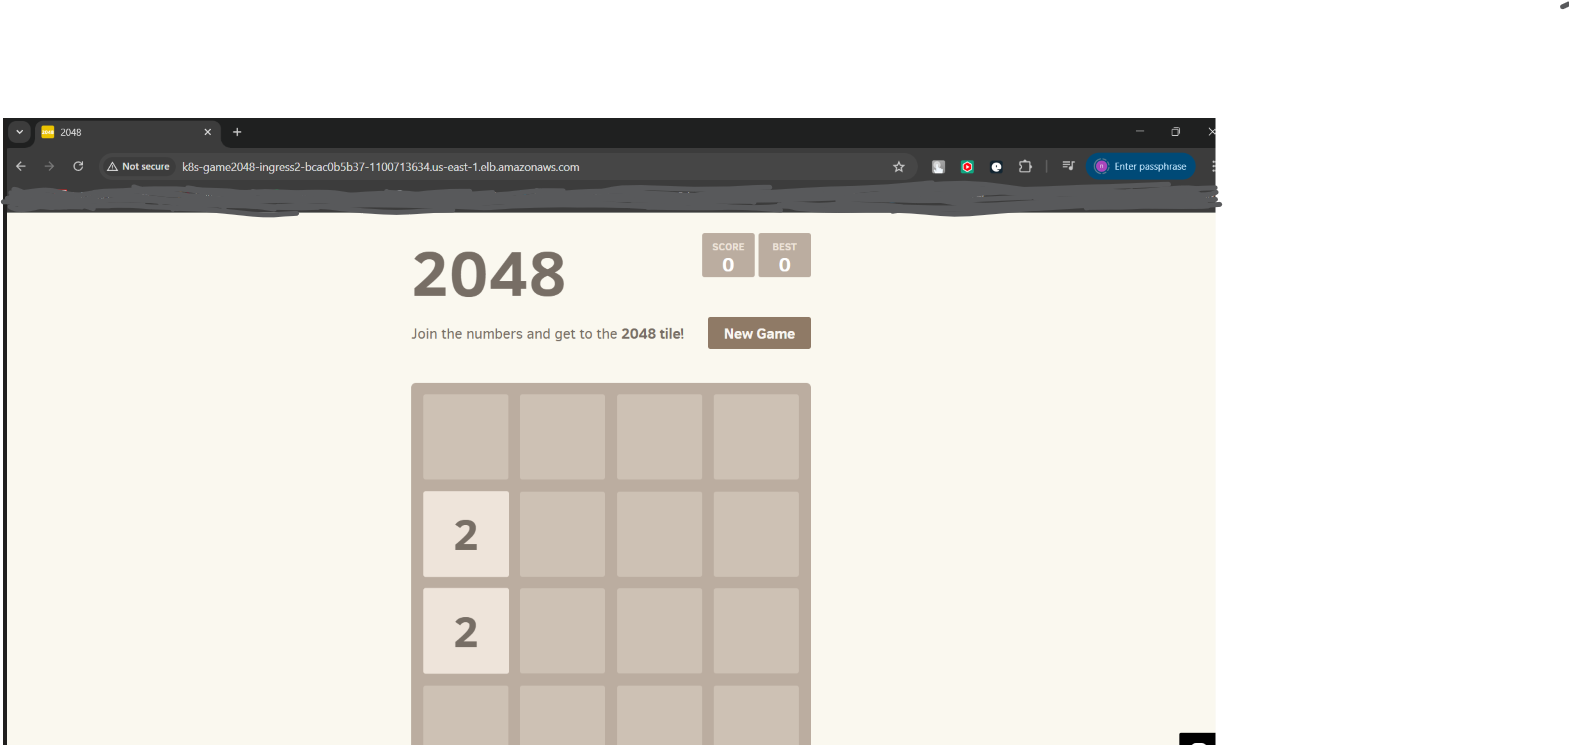 2048
Not secure
k8s-game2048-ingress2-bcac0b5b37-1100713634.us-east-1.elb.amazonaws.com
Enter passphrase
2048
SCORE
0
BEST
0
Join the numbers and get to the 2048 tile!
New Game
2
2